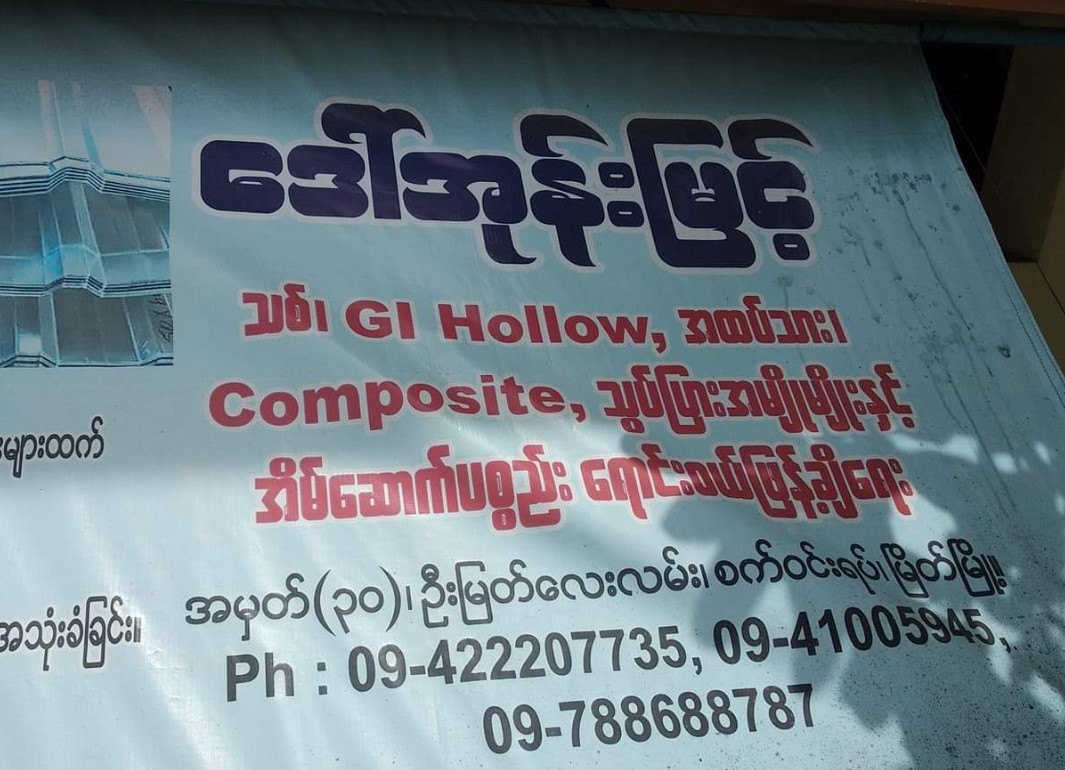 ဒေါ်အုန်းမြင့်
သစ်၊ GI Hollow, အထပ်သား၊
Composite, သွပ်ပြားအမျိုးမျိုးနှင့်
အိမ်ဆောက်ပစ္စည်း ရောင်းဝယ်ဖြန့်ချိရေး
းများထက်
အမှတ်(၃၀)၊ ဦးမြတ်လေးလမ်း၊ စက်ဝင်းရပ်၊ မြိတ်မြို့။
အသုံးခံခြင်း။
Ph : 09-422207735, 09-41005945,
09-788688787